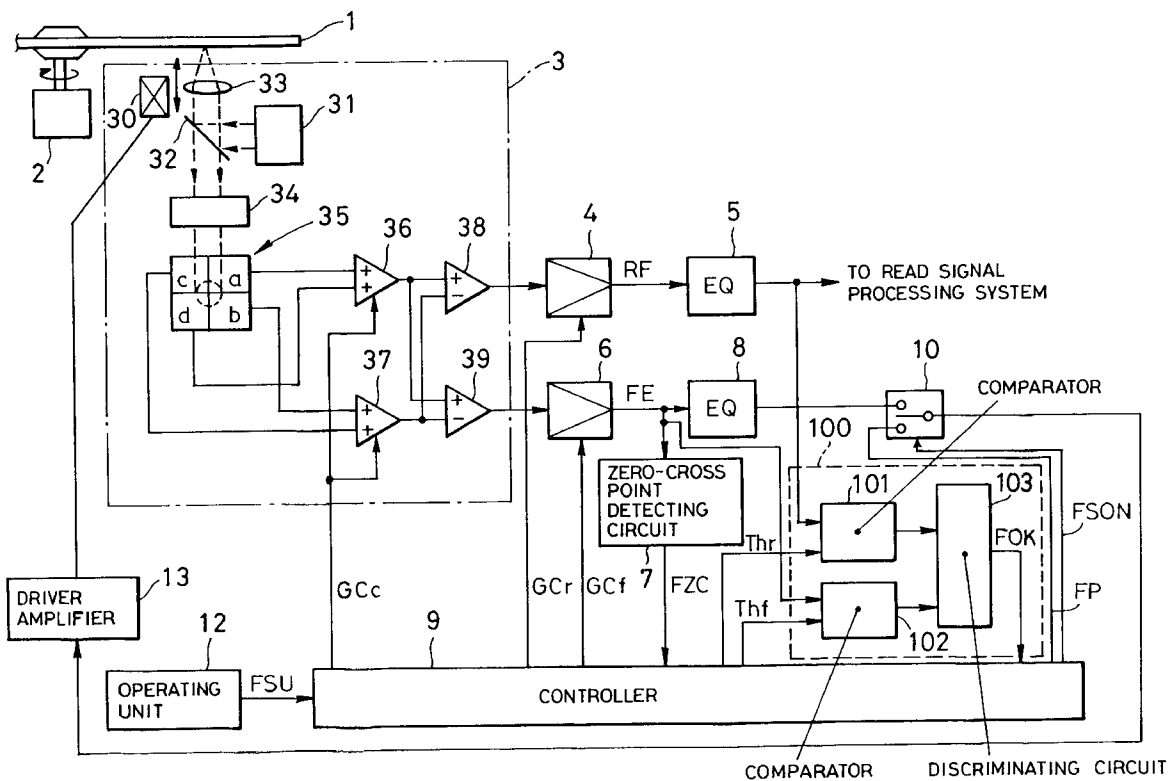 1
3
33
30
31
32
2
34
35
c a
d b
36
38
4
5
+
+
+
-
RF
EQ
TO READ SIGNAL
PROCESSING SYSTEM
37
39
6
8
10
COMPARATOR
+
+
+
-
FE
EQ
100
ZERO-CROSS
POINT
DETECTING
CIRCUIT
7
101
103
Thr
FOK
FSON
13
DRIVER
AMPLIFIER
GCc
GCr
GCf
FZC
Thf
102
FP
12
9
OPERATING
UNIT
FSU
CONTROLLER
COMPARATOR
DISCRIMINATING CIRCUIT